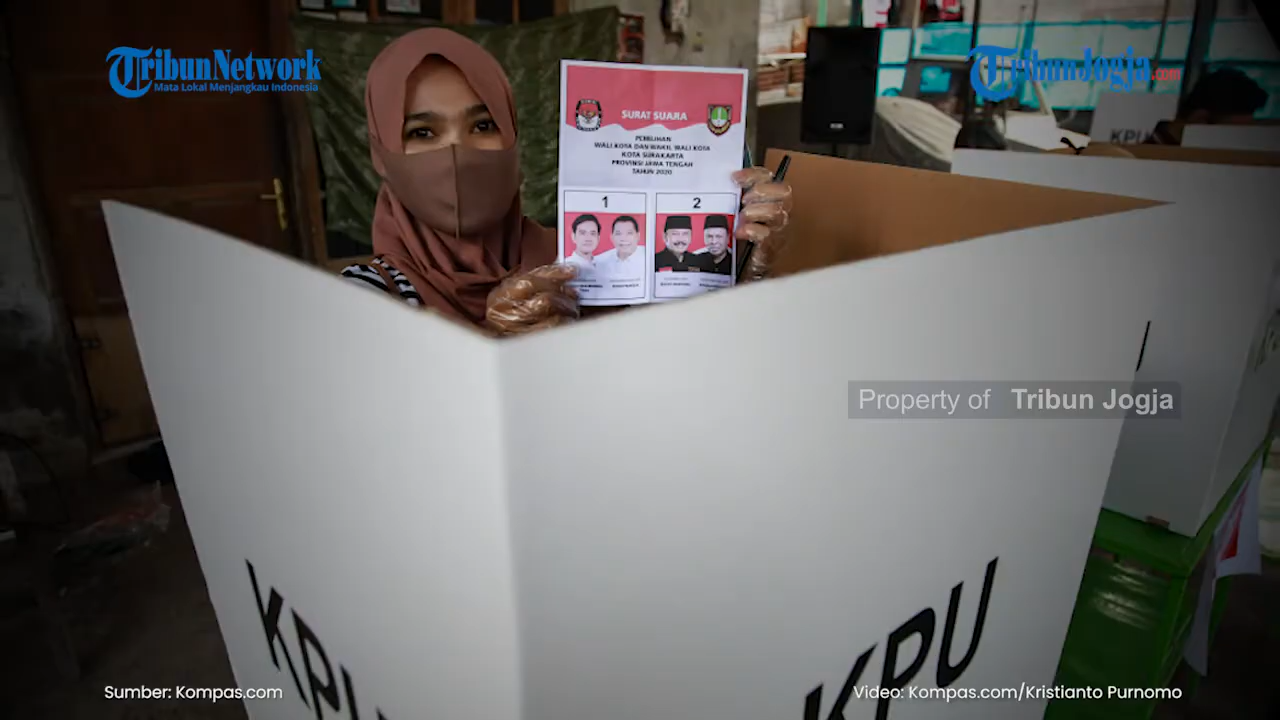 TribunNetwork
Mata Lokal Menjangkau Indonesia
TribunJogja.com
SURAT SUARA
PEMILIHAN
WALI KOTA DAN WAKIL WALI KOTA
KOTA SURAKARTA
PROVINSI JAWA TENGAH
TAHUN 2020
1
2
KPU
Property of Tribun Jogja
KPU
KPU
Sumber: Kompas.com
Video: Kompas.com/Kristianto Purnomo